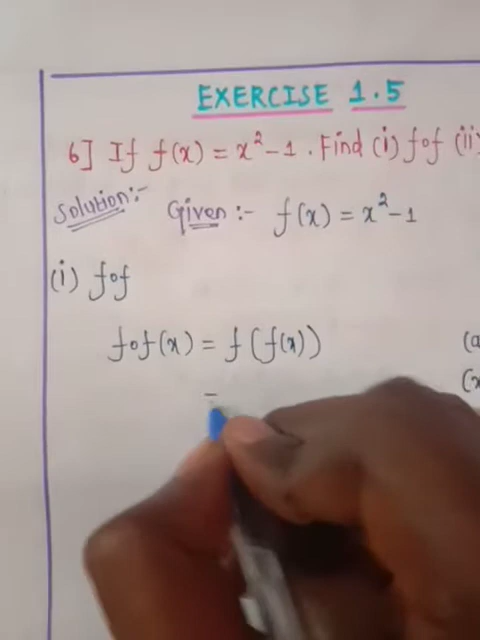 EXERCISE 1.5
6] If f(x) = x² - 1. Find (i) fof (ii)
Solution:- Given :- f(x) = x² - 1
(i) fof
fof(x) = f(f(x))
=